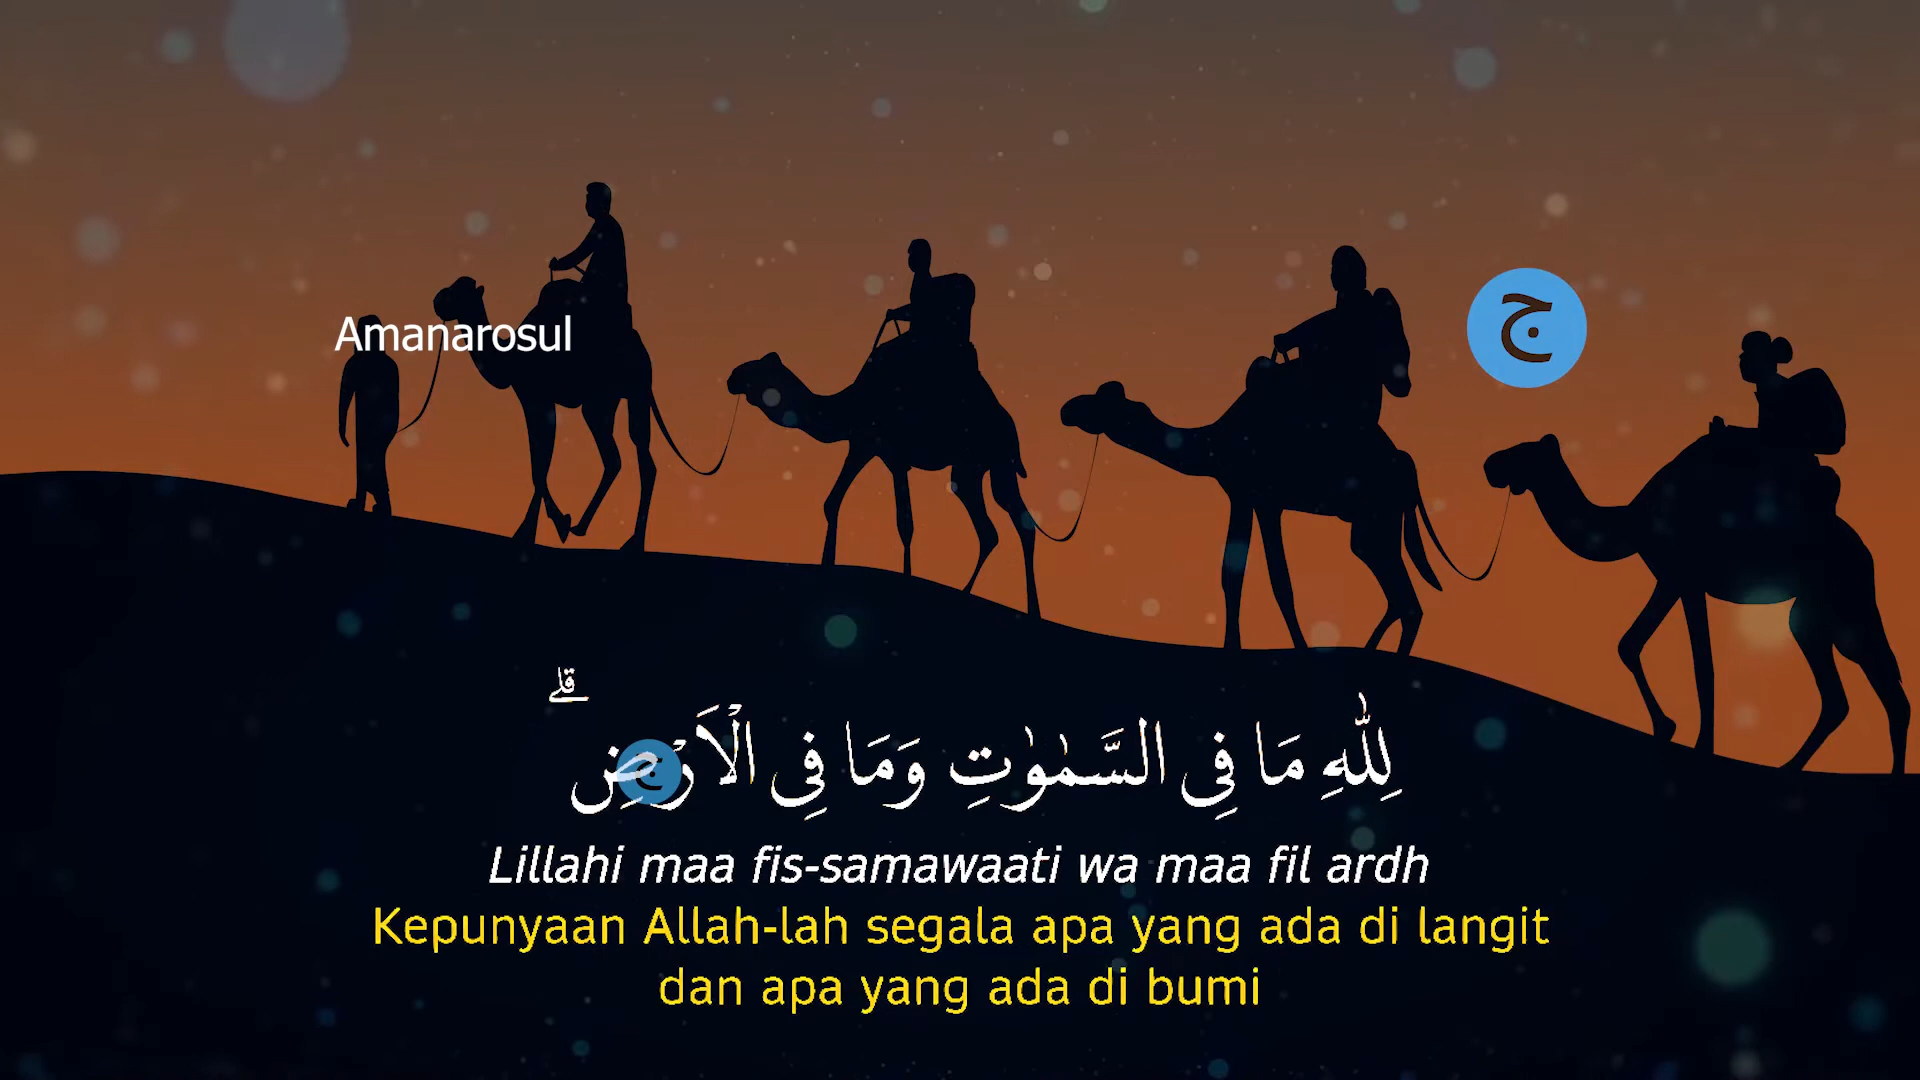 Amanarosul
ج
لِلّٰهِ مَا فِى السَّمٰوٰتِ وَمَا فِى الْاَرْضِ ۗ
ج
Lillahi maa fis-samawaati wa maa fil ardh
Kepunyaan Allah-lah segala apa yang ada di langit
dan apa yang ada di bumi